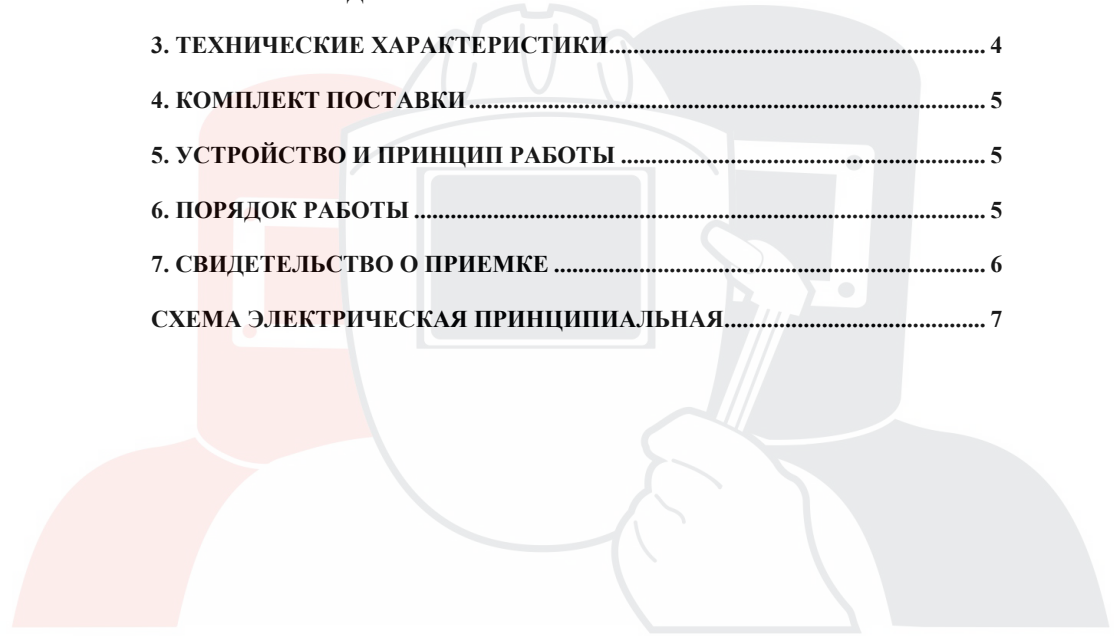 3. ТЕХНИЧЕСКИЕ ХАРАКТЕРИСТИКИ.......................................................... 4
4. КОМПЛЕКТ ПОСТАВКИ................................................................................ 5
5. УСТРОЙСТВО И ПРИНЦИП РАБОТЫ ........................................................ 5
6. ПОРЯДОК РАБОТЫ ........................................................................................ 5
7. СВИДЕТЕЛЬСТВО О ПРИЕМКЕ .................................................................. 6
СХЕМА ЭЛЕКТРИЧЕСКАЯ ПРИНЦИПИАЛЬНАЯ........................................ 7